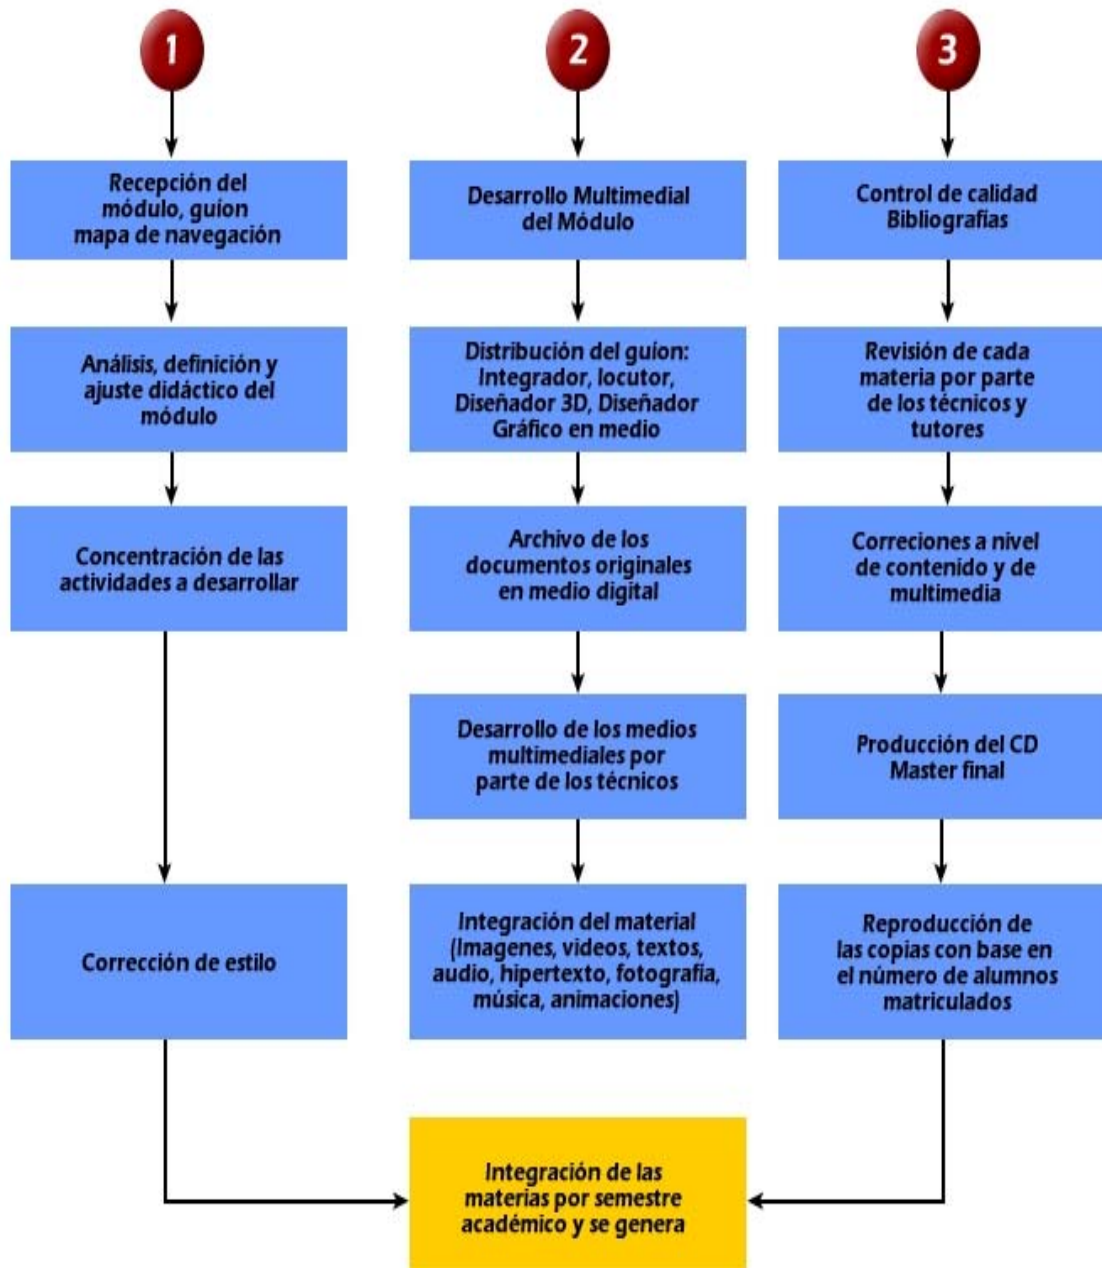 1
Recepción del
módulo, guíon
mapa de navegación
Análisis, definición y
ajuste didáctico del
módulo
Concentración de las
actividades a desarrollar
Corrección de estilo
2
Desarrollo Multimedial
del Módulo
Distribución del guíon:
Integrador, locutor,
Diseñador 3D, Diseñador
Gráfico en medio
Archivo de los
documentos originales
en medio digital
Desarrollo de los medios
multimediales por
parte de los técnicos
Integración del material
(Imagenes, videos, textos,
audio, hipertexto, fotografía,
música, animaciones)
3
Control de calidad
Bibliografías
Revisión de cada
materia por parte
de los técnicos y
tutores
Correciones a nivel
de contenido y de
multimedia
Producción del CD
Master final
Reproducción de
las copias con base en
el número de alumnos
matriculados
Integración de las
materias por semestre
académico y se genera